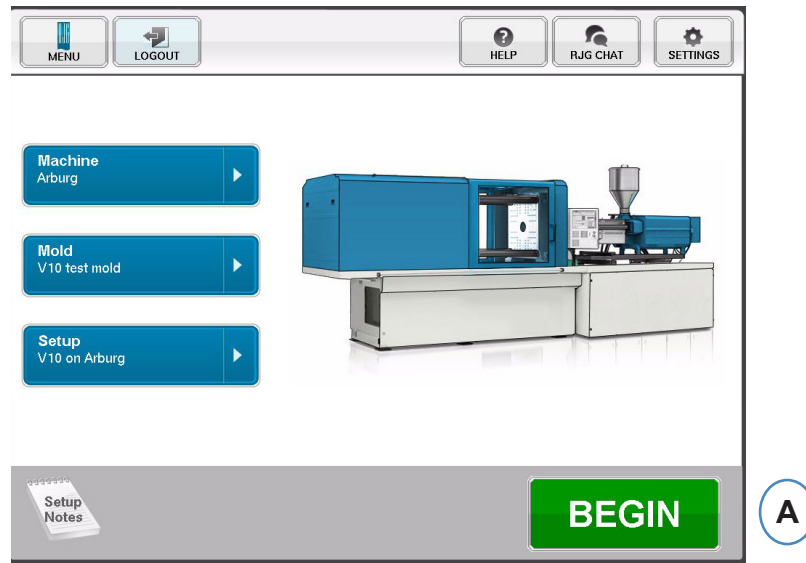 MENU
LOGOUT
HELP
RJG CHAT
SETTINGS
Machine
Arburg
Mold
V10 test mold
Setup
V10 on Arburg
Setup
Notes
BEGIN
A